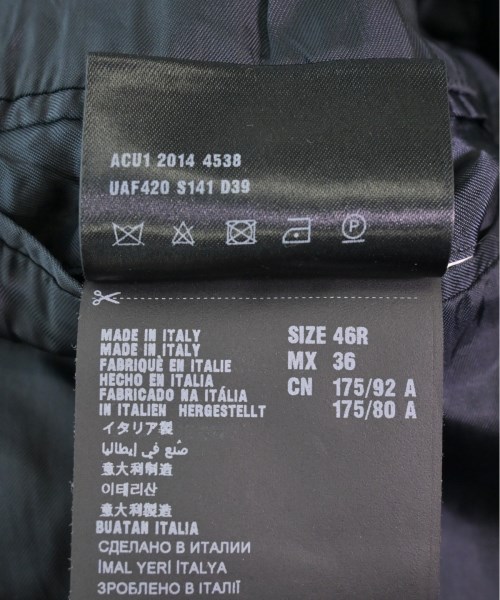 ACU1 2014 4538
UAF420 S141 D39
P
MADE IN ITALY
MADE IN ITALY
FABRIQUÉ EN ITALIE
HECHO EN ITALIA
FABRICADO NA ITÁLIA
IN ITALIEN HERGESTELLT
イタリア製
صُنع في إيطاليا
意大利制造
이테리산
意大利製造
BUATAN ITALIA
СДЕЛАНО В ИТАЛИИ
İMAL YERİ İTALYA
ЗРОБЛЕНО В ІТАЛІЇ
SIZE 46R
MX 36
CN 175/92 A
175/80 A